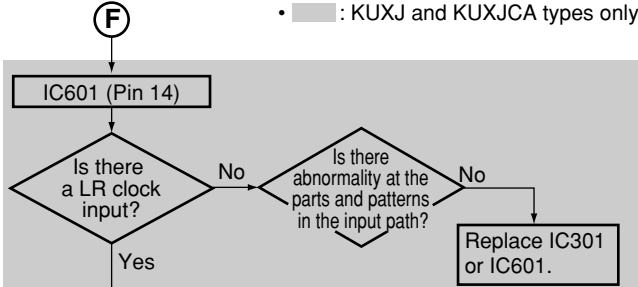 F
• : KUXJ and KUXJCA types only
IC601 (Pin 14)
Is there
a LR clock
input?
No
Is there
abnormality at the
parts and patterns
in the input path?
No
Replace IC301
or IC601.
Yes